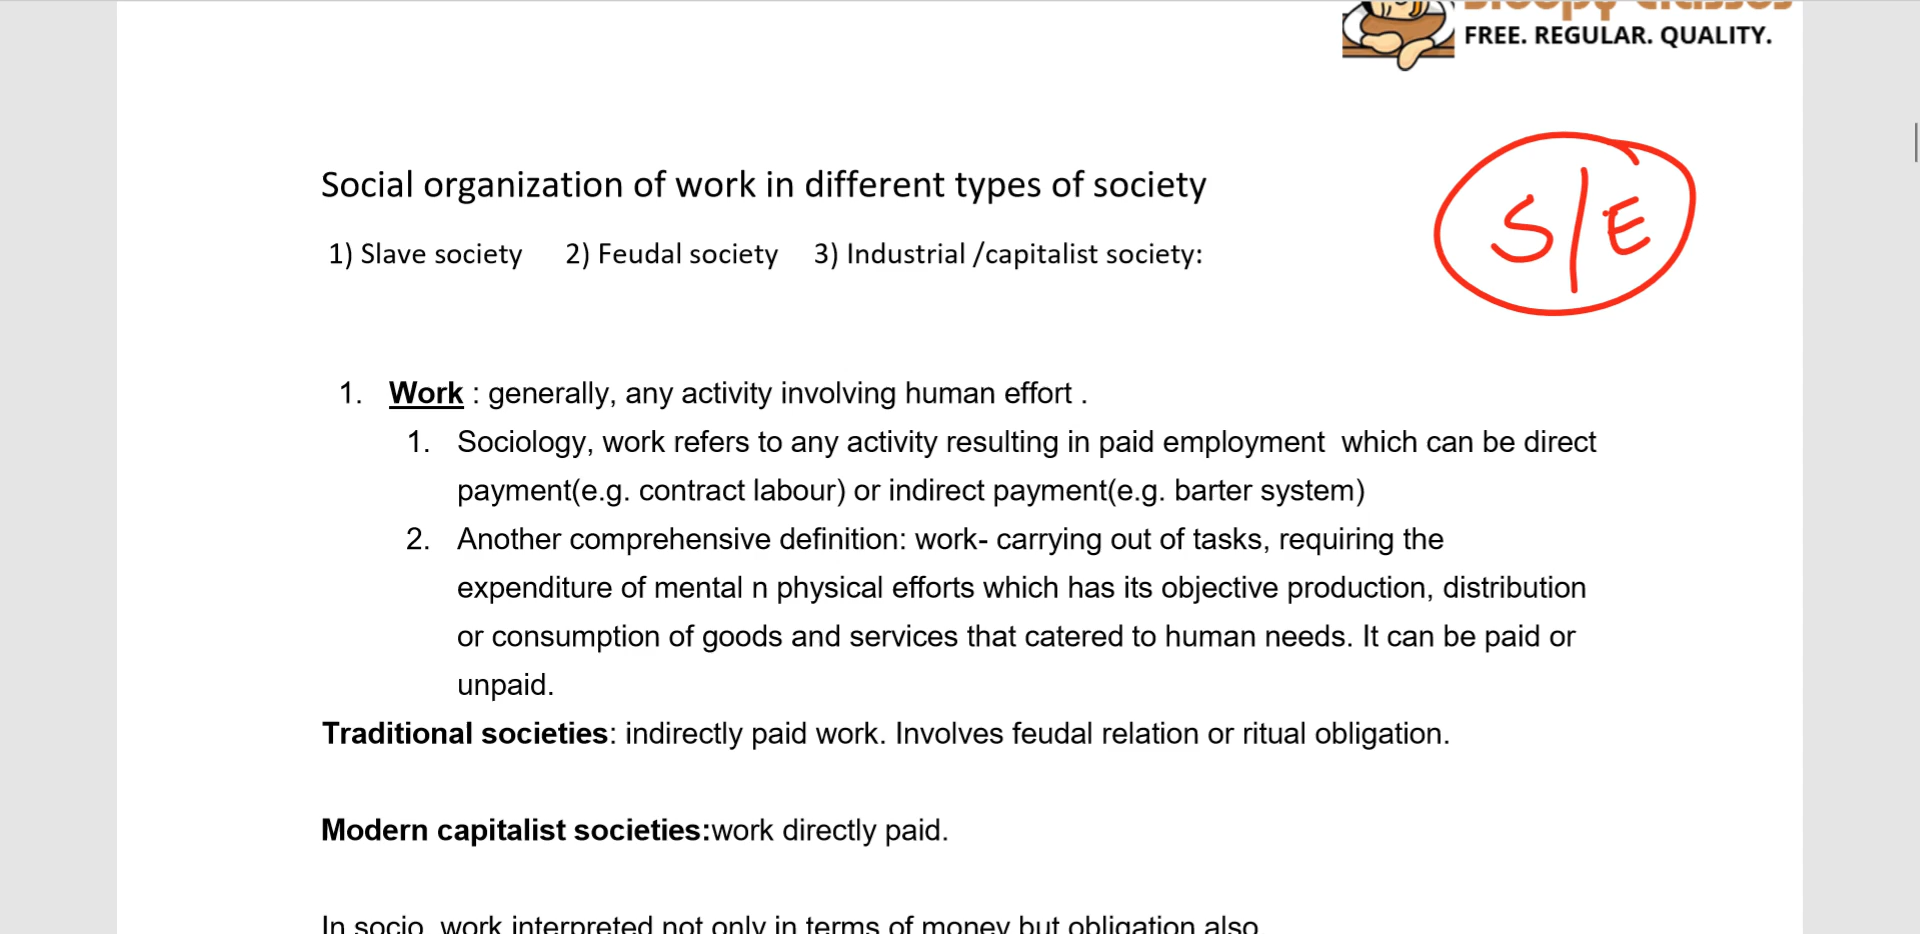 FREE. REGULAR. QUALITY.
Social organization of work in different types of society
S/E
1) Slave society 2) Feudal society 3) Industrial /capitalist society:
1. Work : generally, any activity involving human effort .
1. Sociology, work refers to any activity resulting in paid employment which can be direct
payment(e.g. contract labour) or indirect payment(e.g. barter system)
2. Another comprehensive definition: work- carrying out of tasks, requiring the
expenditure of mental n physical efforts which has its objective production, distribution
or consumption of goods and services that catered to human needs. It can be paid or
unpaid.
Traditional societies: indirectly paid work. Involves feudal relation or ritual obligation.
Modern capitalist societies:work directly paid.
In socio, work interpreted not only in terms of money but obligation also